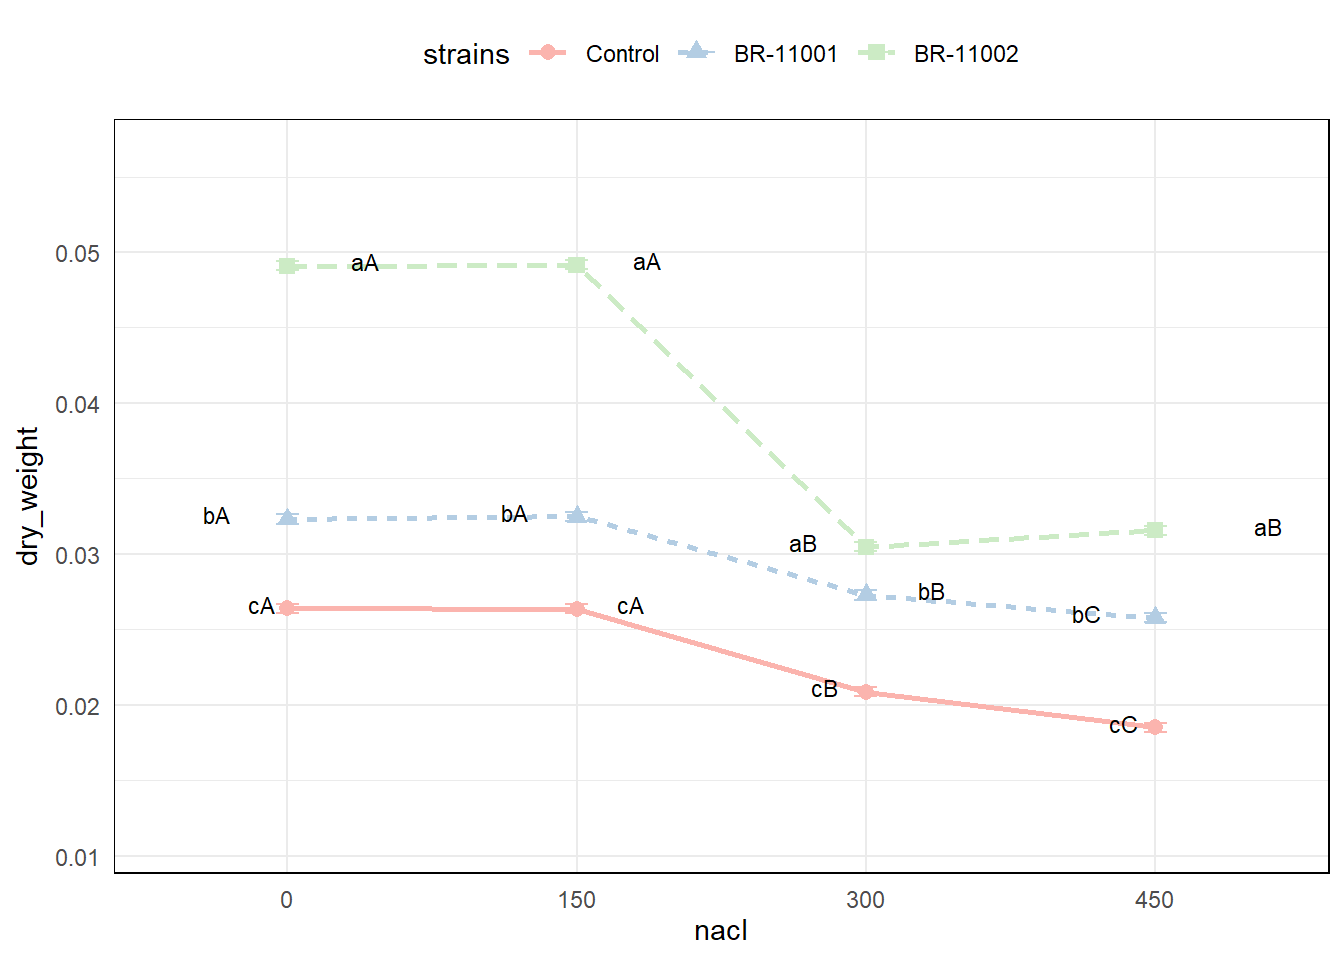 strains Control BR-11001 BR-11002
0.05
0.04
0.03
0.02
0.01
dry_weight
aA aA
bA bA
aB aB
cA cA
bB
bC
cB
cC
0 150 300 450
nacl